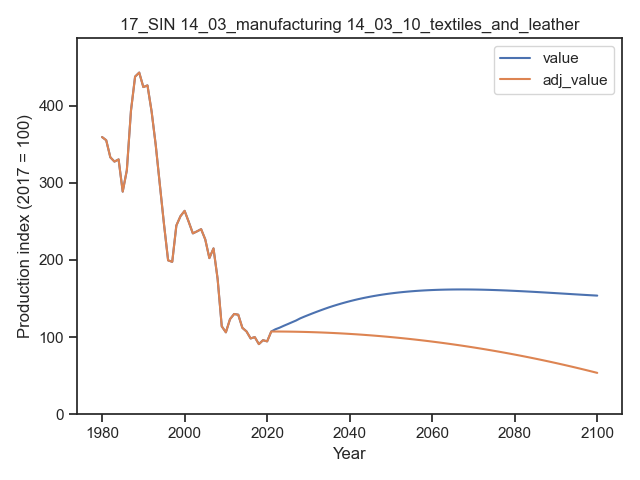 17_SIN 14_03_manufacturing 14_03_10_textiles_and_leather
value
adj_value
Production index (2017 = 100)
400
300
200
100
0
1980 2000 2020 2040 2060 2080 2100
Year